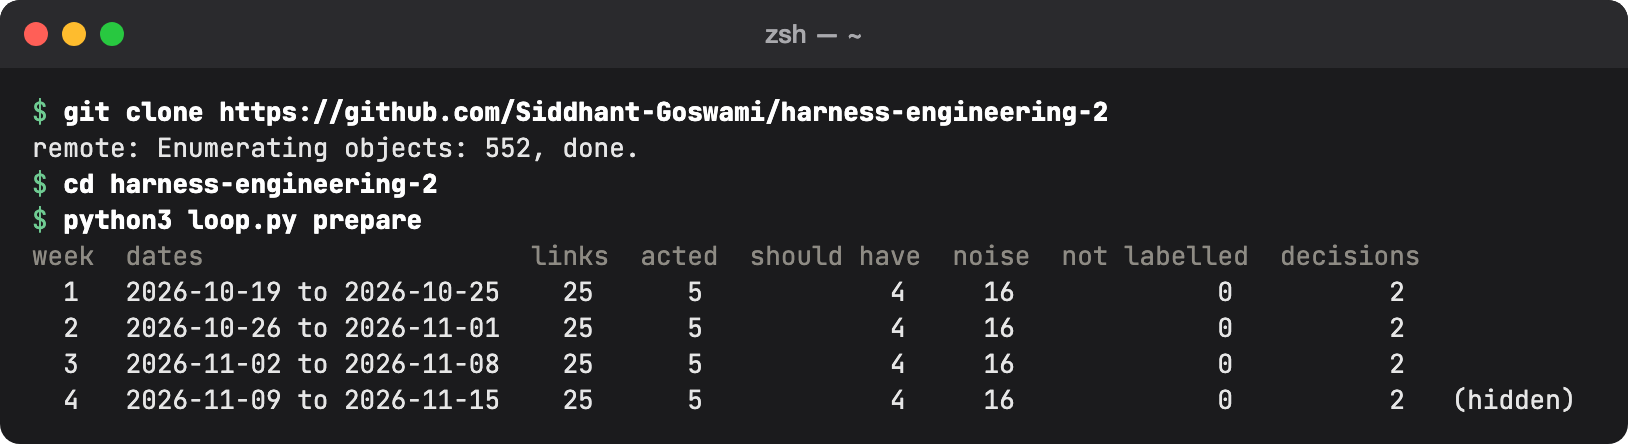 zsh — ~
$ git clone https://github.com/Siddhant-Goswami/harness-engineering-2
remote: Enumerating objects: 552, done.
$ cd harness-engineering-2
$ python3 loop.py prepare
week  dates                     links  acted  should have  noise  not labelled  decisions
  1   2026-10-19 to 2026-10-25    25      5            4     16             0          2
  2   2026-10-26 to 2026-11-01    25      5            4     16             0          2
  3   2026-11-02 to 2026-11-08    25      5            4     16             0          2
  4   2026-11-09 to 2026-11-15    25      5            4     16             0          2   (hidden)